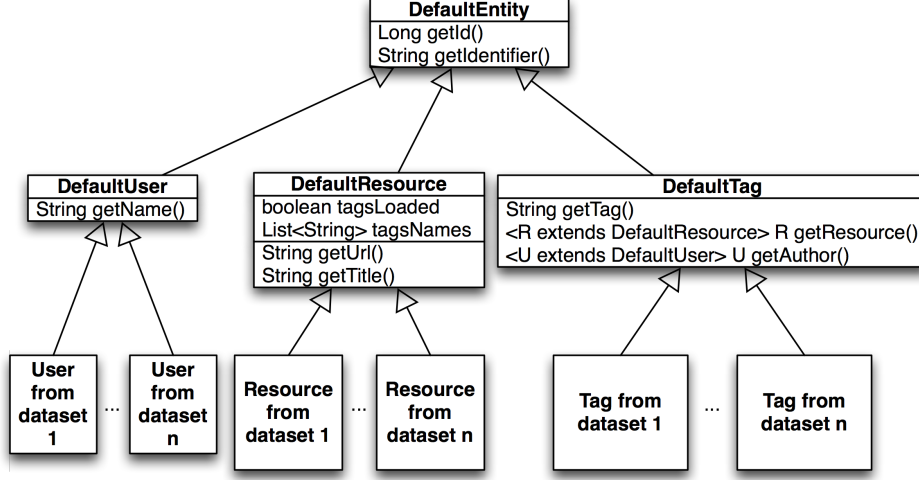 DefaultEntity
Long getId()
String getIdentifier()
DefaultUser
String getName()
DefaultResource
boolean tagsLoaded
List<String> tagsNames
String getUrl()
String getTitle()
DefaultTag
String getTag()
<R extends DefaultResource> R getResource()
<U extends DefaultUser> U getAuthor()
User
from
dataset
1
...
User
from
dataset
n
Resource
from
dataset 1
...
Resource
from
dataset n
Tag from
dataset 1
...
Tag from
dataset n